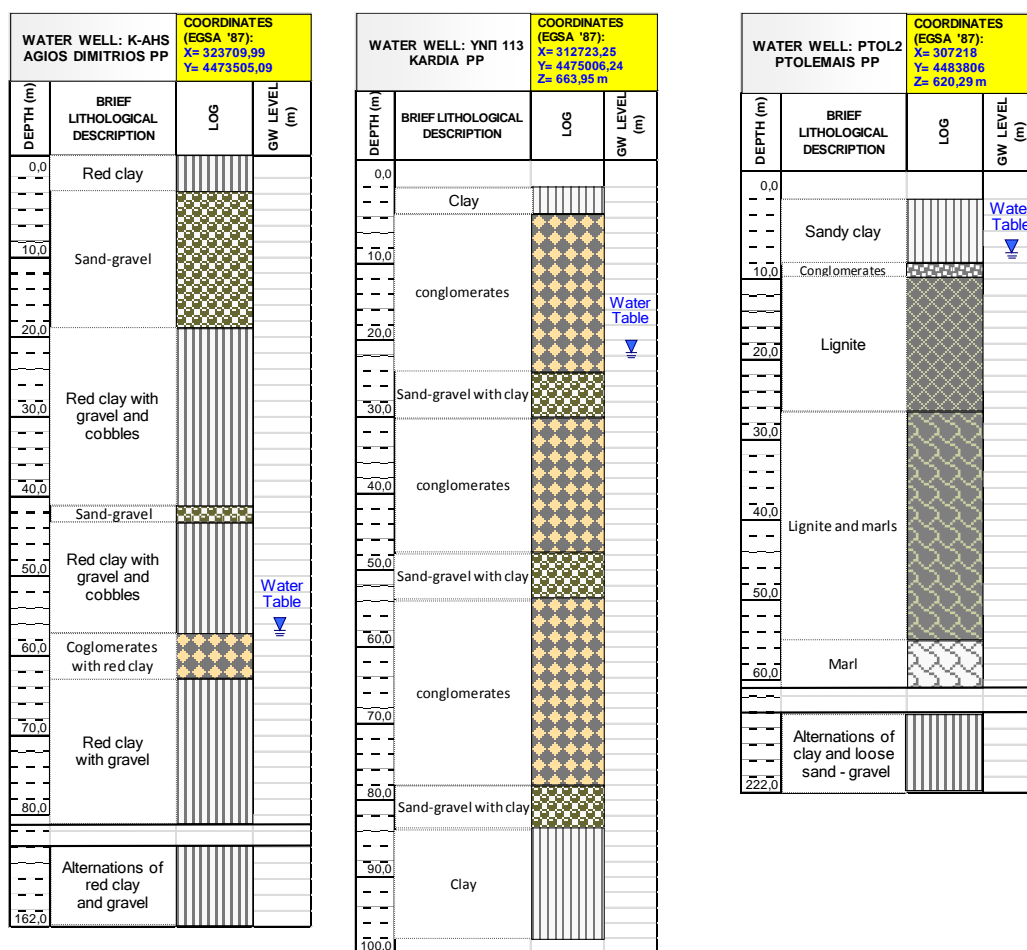 WATER WELL: K-AHS
AGIOS DIMITRIOS PP
COORDINATES
(EGSA '87):
X= 323709,99
Y= 4473505,09
DEPTH (m)
BRIEF
LITHOLOGICAL
DESCRIPTION
LOG
GW LEVEL
(m)
0,0
Red clay
10,0
Sand-gravel
20,0
Red clay with
gravel and
cobbles
30,0
40,0
Sand-gravel
50,0
Red clay with
gravel and
cobbles
Water
Table
60,0
Coglomerates
with red clay
70,0
Red clay
with gravel
80,0
Alternations of
red clay
and gravel
162,0
WATER WELL: ΥΝΠ 113
KARDIA PP
COORDINATES
(EGSA '87):
X= 312723,25
Y= 4475006,24
Z= 663,95 m
DEPTH (m)
BRIEF LITHOLOGICAL
DESCRIPTION
LOG
GW LEVEL
(m)
0,0
Clay
10,0
conglomerates
Water
Table
20,0
Sand-gravel with clay
30,0
conglomerates
40,0
50,0
Sand-gravel with clay
60,0
conglomerates
70,0
80,0
Sand-gravel with clay
90,0
Clay
100,0
WATER WELL: PTOL2
PTOLEMAIS PP
COORDINATES
(EGSA '87):
X= 307218
Y= 4483806
Z= 620,29 m
DEPTH (m)
BRIEF
LITHOLOGICAL
DESCRIPTION
LOG
GW LEVEL
(m)
0,0
Sandy clay
Water
Table
10,0
Conglomerates
20,0
Lignite
30,0
40,0
Lignite and marls
50,0
60,0
Marl
Alternations of
clay and loose
sand - gravel
222,0